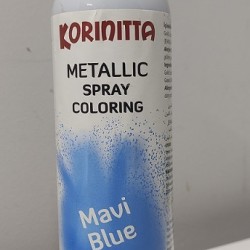 KORINITTA
METALLIC
SPRAY
COLORING
Mavi
Blue